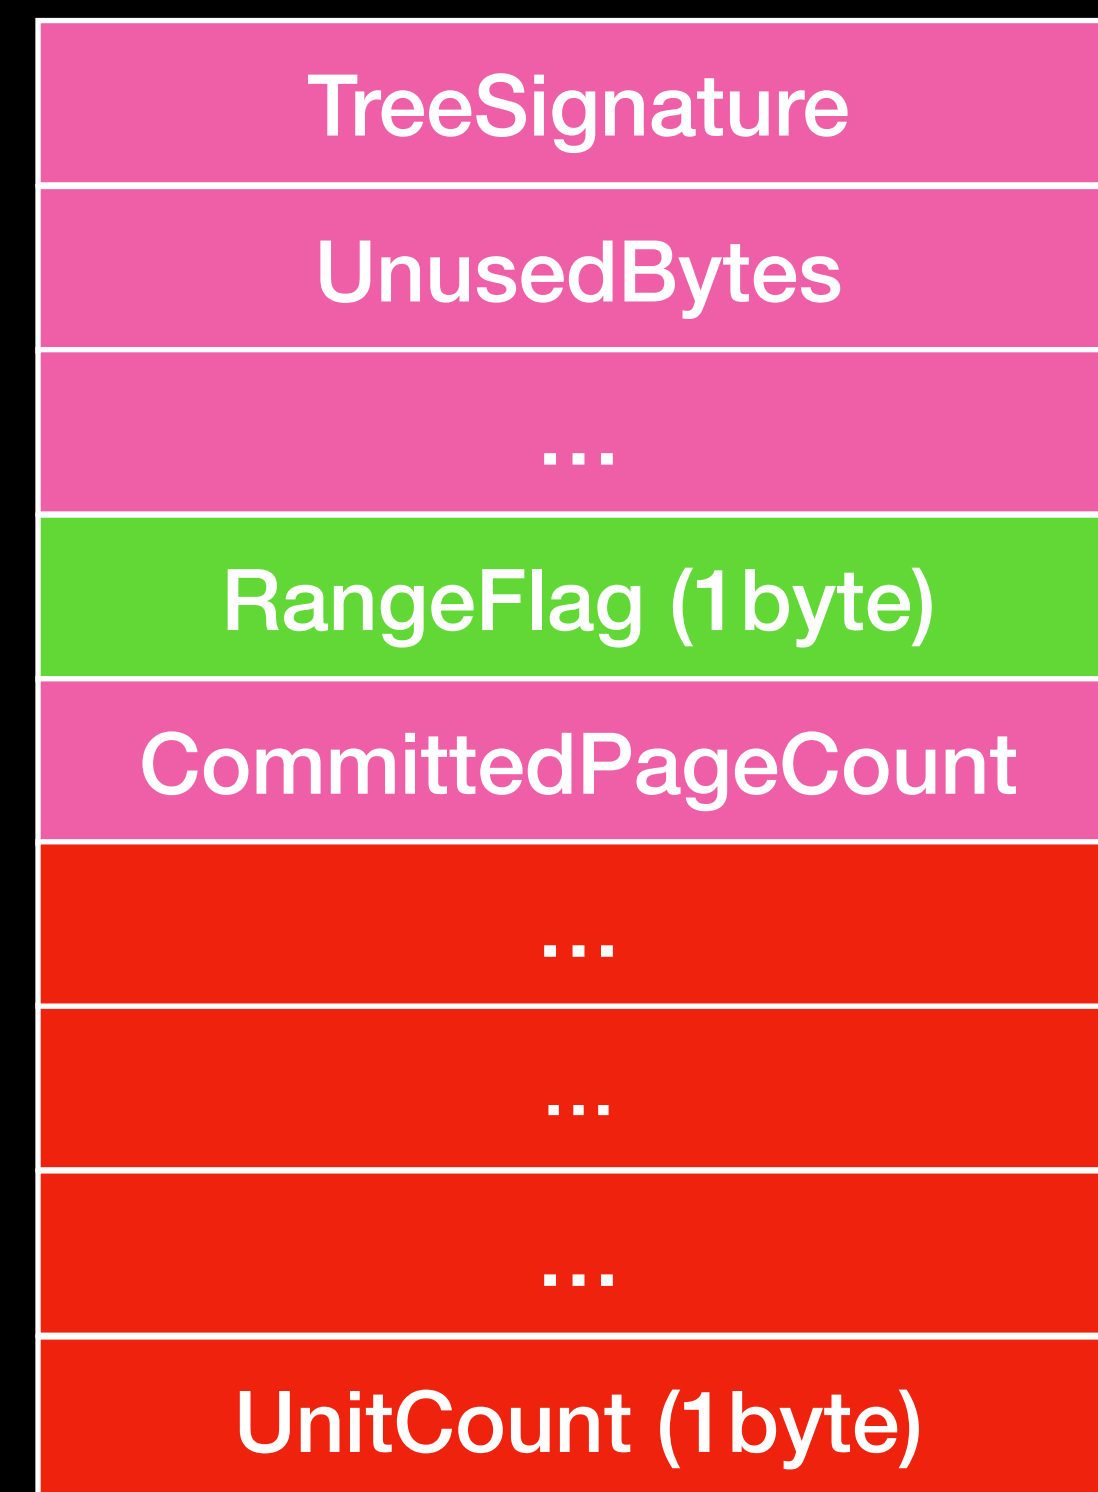 TreeSignature
UnusedBytes
...
RangeFlag (1byte)
CommittedPageCount
...
...
...
UnitCount (1byte)